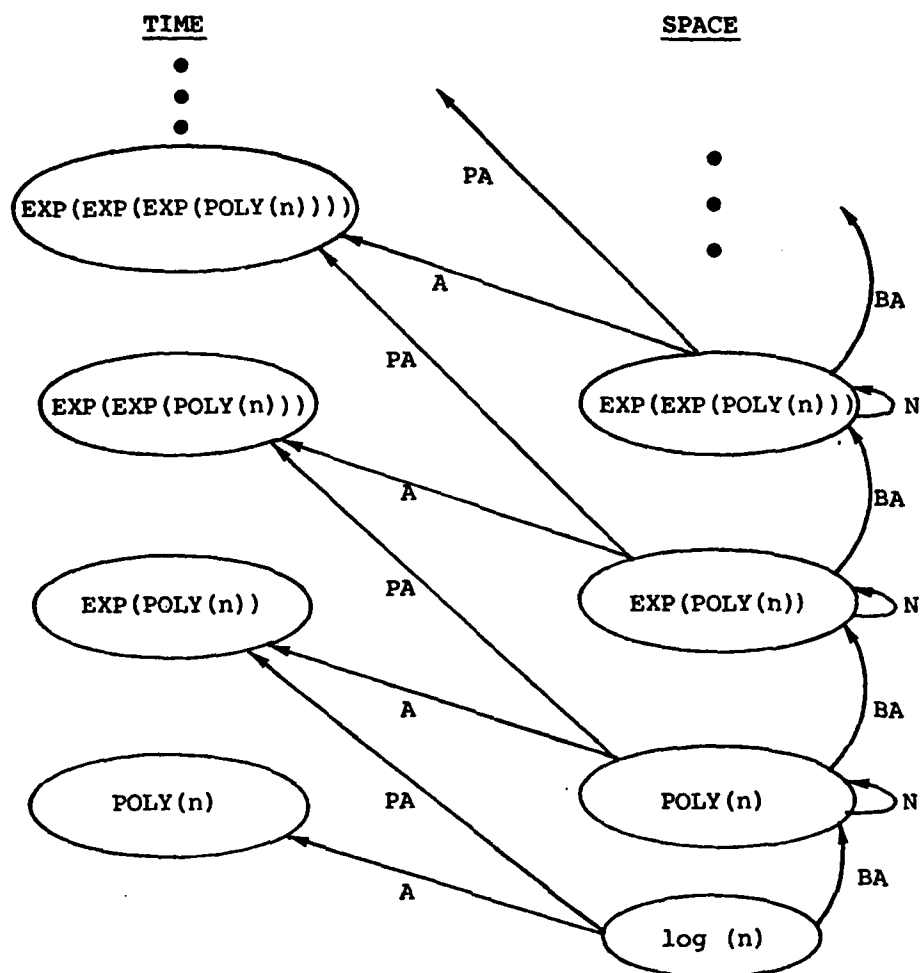 TIME SPACE
PA
EXP(EXP(EXP(POLY(n))))
A
BA
PA
EXP(EXP(POLY(n))) EXP(EXP(POLY(n))) N
A
BA
PA
EXP(POLY(n)) EXP(POLY(n)) N
A
BA
PA
POLY(n) POLY(n) N
A
BA
log (n)